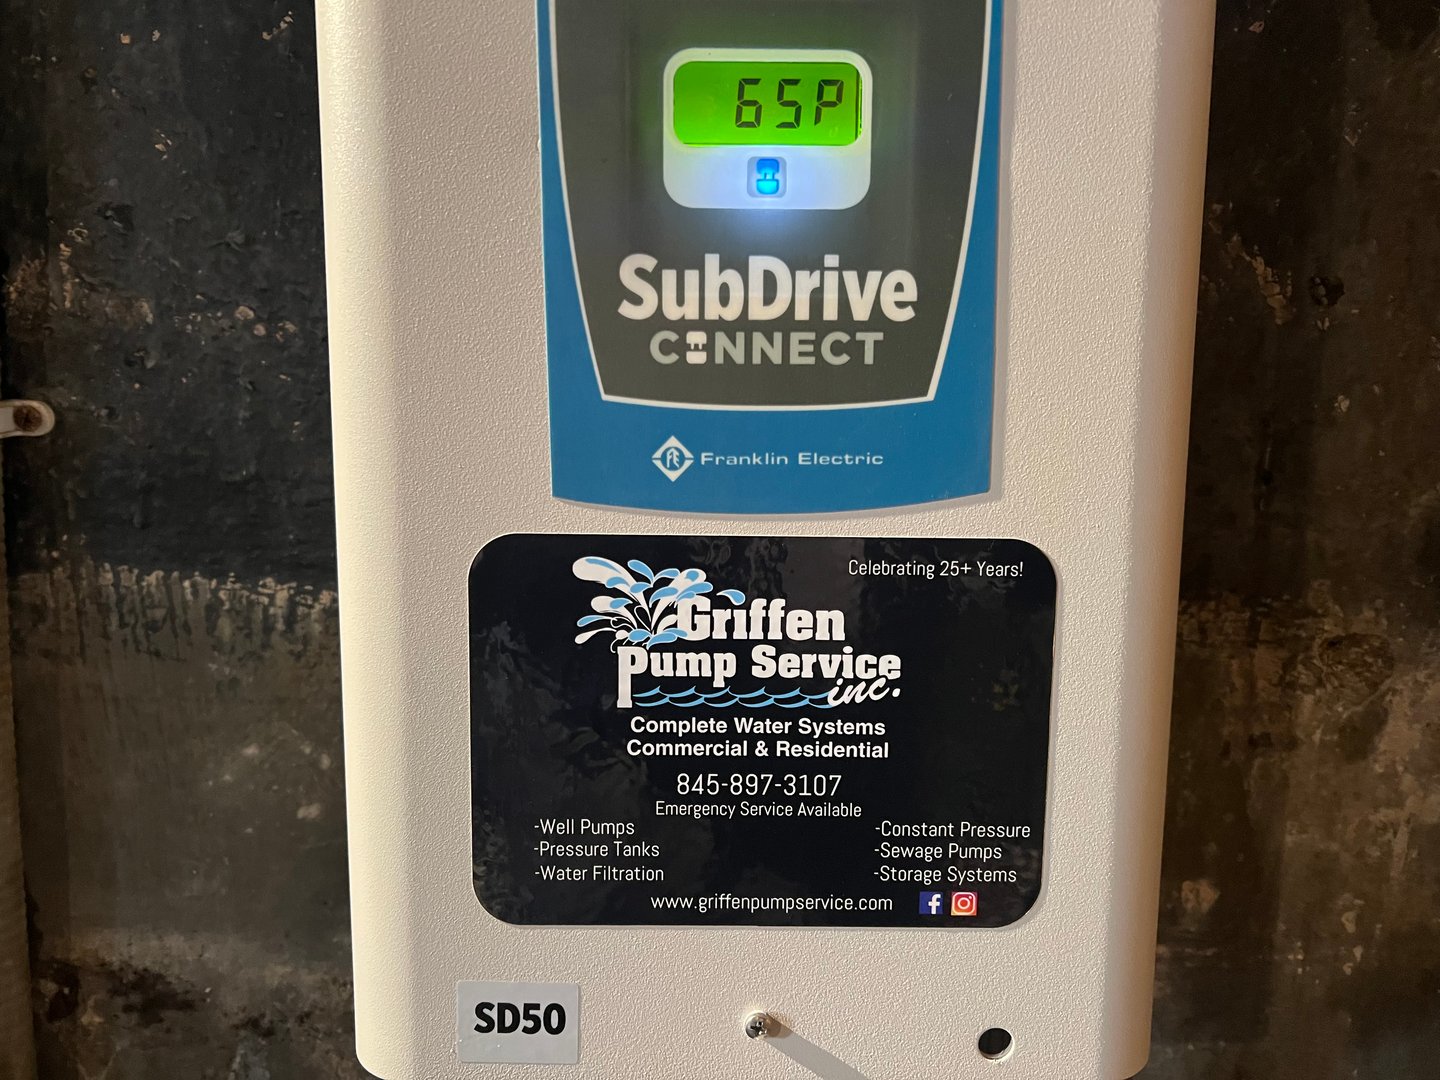 65P
SubDrive
CONNECT
FE Franklin Electric
Celebrating 25+ Years!
Griffen
Pump Service
inc.
Complete Water Systems
Commercial & Residential
845-897-3107
Emergency Service Available
-Well Pumps
-Pressure Tanks
-Water Filtration
-Constant Pressure
-Sewage Pumps
-Storage Systems
www.griffenpumpservice.com
SD50